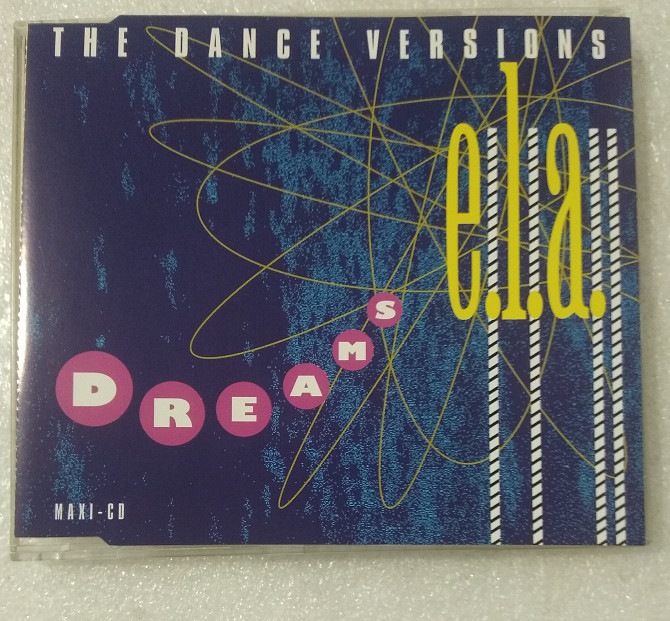 THE DANCE VERSIONS
e.l.a.
DREAMS
MAXI-CD